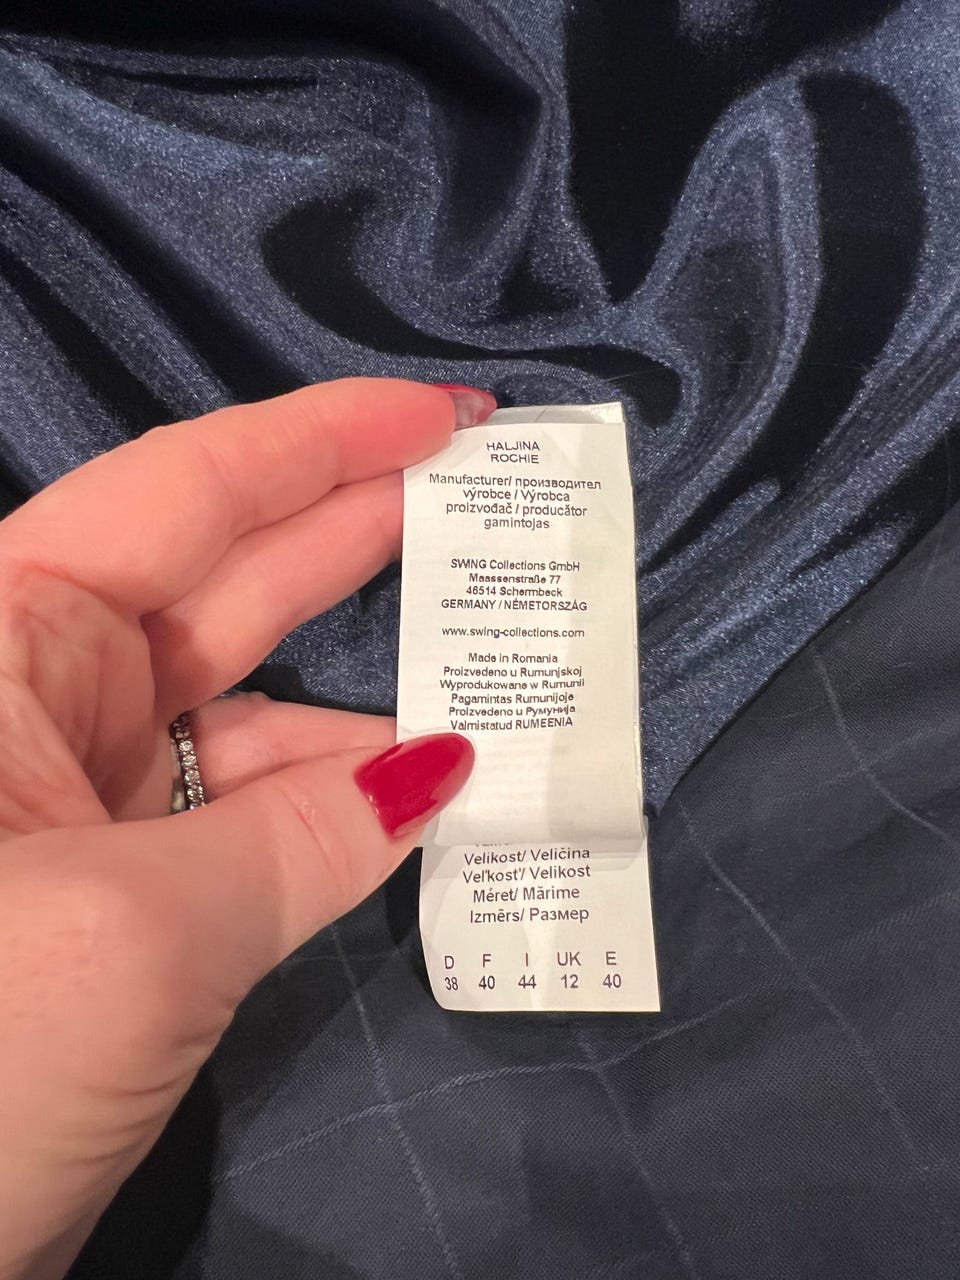 HALJINA
ROCHIE
Manufacturer/ производител
výrobce / Výrobca
proizvođač / producător
gamintojas
SWING Collections GmbH
Maassenstraße 77
46514 Schermbeck
GERMANY / NÉMETORSZÁG
www.swing-collections.com
Made in Romania
Proizvedeno u Rumunjskoj
Wyprodukowane w Rumunii
Pagamintas Rumunijoje
Proizvedeno u Румунија
Valmistatud RUMEENIA
Velikost/ Veličina
Veľkosť/ Velikost
Méret/ Mărime
Izmērs/ Размер
D F I UK E
38 40 44 12 40